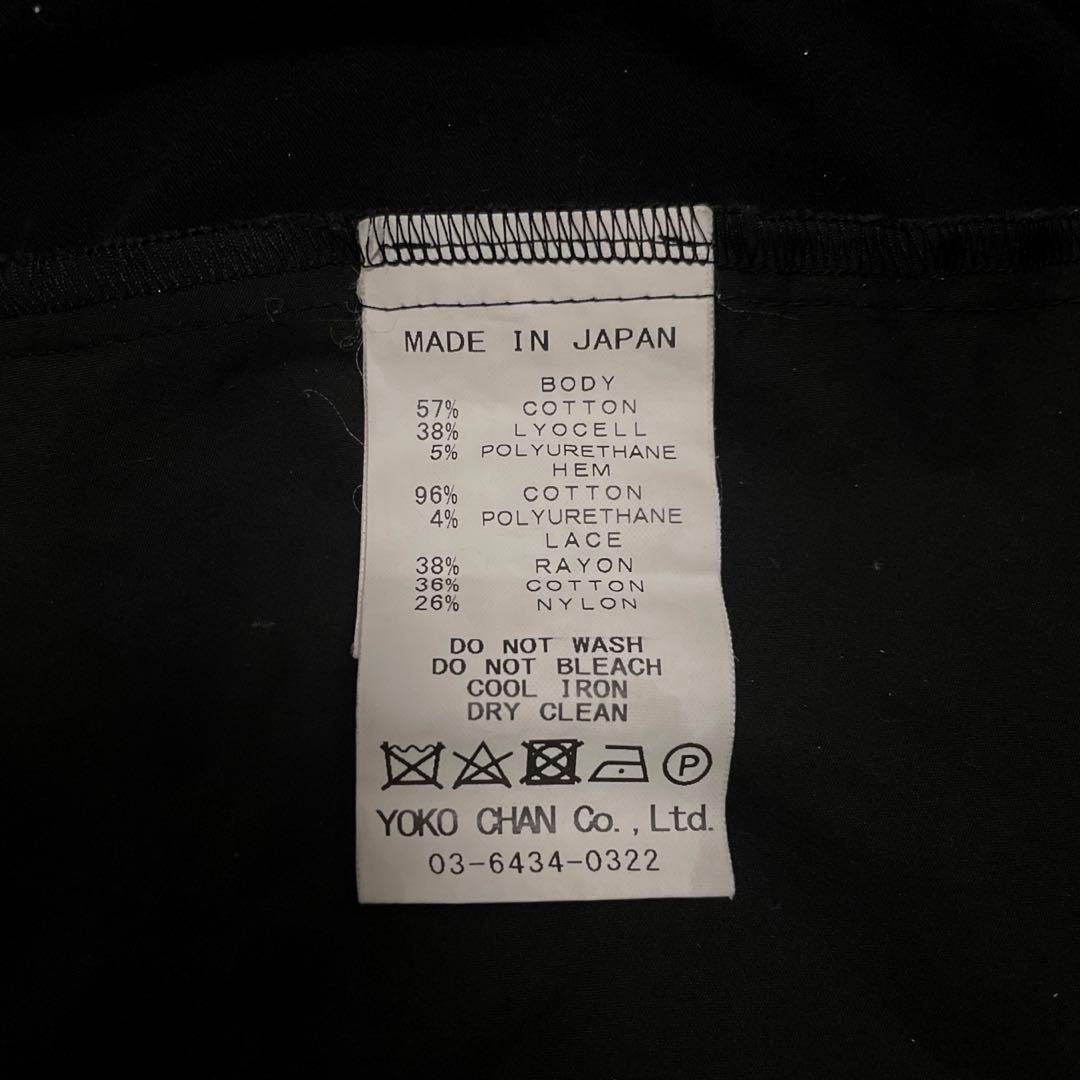 MADE IN JAPAN
BODY
57% COTTON
38% LYOCELL
5% POLYURETHANE
HEM
96% COTTON
4% POLYURETHANE
LACE
38% RAYON
36% COTTON
26% NYLON
DO NOT WASH
DO NOT BLEACH
COOL IRON
DRY CLEAN
P
YOKO CHAN Co., Ltd.
03-6434-0322